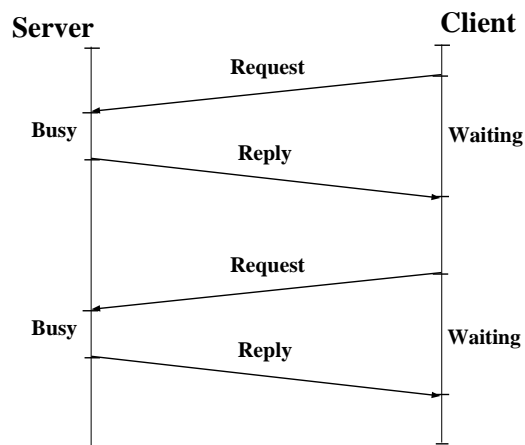 Server
Client
Request
Busy
Waiting
Reply
Request
Busy
Waiting
Reply